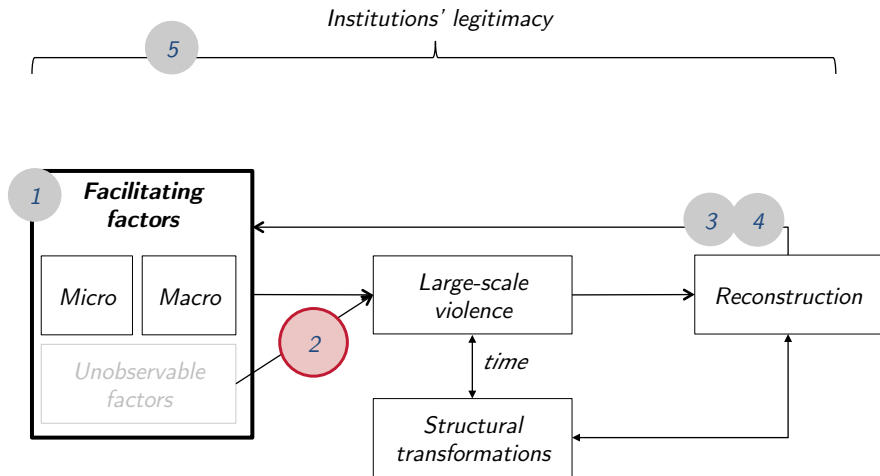 Institutions’ legitimacy
5
1
Facilitating
factors
3
4
Micro
Macro
Large-scale
violence
Reconstruction
2
Unobservable
factors
time
Structural
transformations